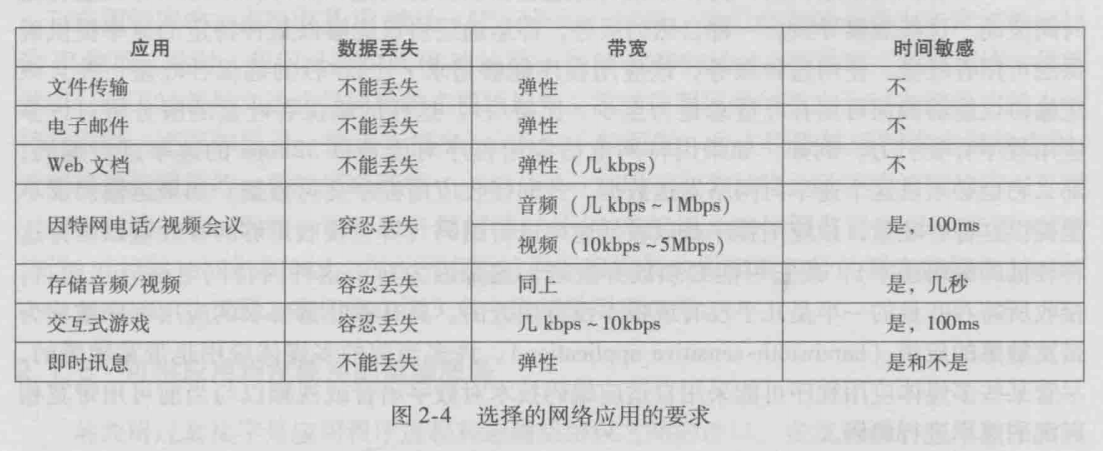 应用 数据丢失 带宽 时间敏感
文件传输 不能丢失 弹性 不
电子邮件 不能丢失 弹性 不
Web 文档 不能丢失 弹性（几 kbps） 不
因特网电话/视频会议 容忍丢失 音频（几 kbps ~ 1Mbps） 是，100ms
视频（10kbps ~ 5Mbps）
存储音频/视频 容忍丢失 同上 是，几秒
交互式游戏 容忍丢失 几 kbps ~ 10kbps 是，100ms
即时讯息 不能丢失 弹性 是和不是
图 2-4 选择的网络应用的要求